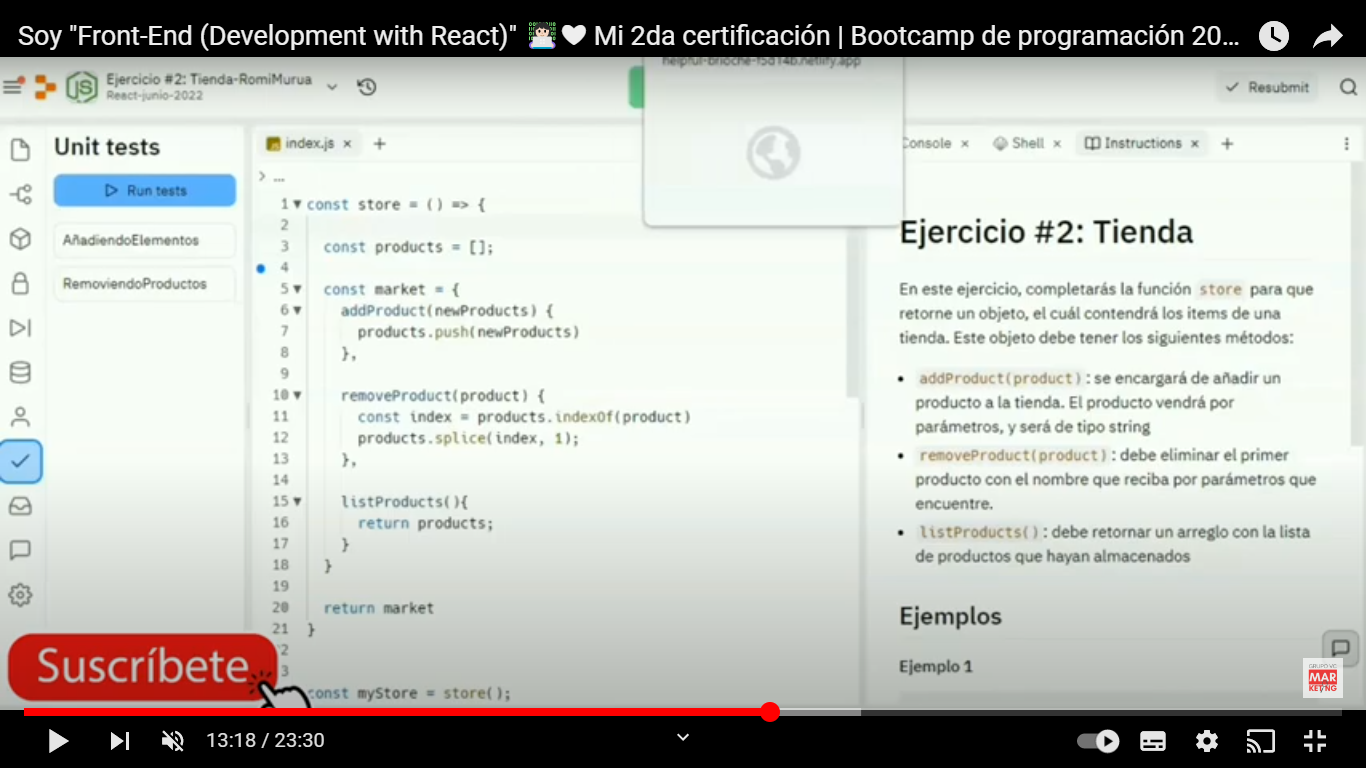 Soy "Front-End (Development with React)" 👩🏻‍💻🤍 Mi 2da certificación | Bootcamp de programación 20...
helpful-brioche-f5d14b.netlify.app
Ejercicio #2: Tienda-RomiMurua
React-junio-2022
Resubmit
Unit tests
Run tests
AñadiendoElementos
RemoviendoProductos
index.js
...
1 const store = () => {
2
3 const products = [];
4
5 const market = {
6 addProduct(newProducts) {
7 products.push(newProducts)
8 },
9
10 removeProduct(product) {
11 const index = products.indexOf(product)
12 products.splice(index, 1);
13 },
14
15 listProducts(){
16 return products;
17 }
18 }
19
20 return market
21 }
2
3
const myStore = store();
Console
Shell
Instructions
Ejercicio #2: Tienda
En este ejercicio, completarás la función store para que
retorne un objeto, el cuál contendrá los items de una
tienda. Este objeto debe tener los siguientes métodos:
• addProduct(product) : se encargará de añadir un
producto a la tienda. El producto vendrá por
parámetros, y será de tipo string
• removeProduct(product) : debe eliminar el primer
producto con el nombre que reciba por parámetros que
encuentre.
• listProducts() : debe retornar un arreglo con la lista
de productos que hayan almacenados
Ejemplos
Ejemplo 1
Suscríbete
GRUPO VG
MAR
KETING
13:18 / 23:30